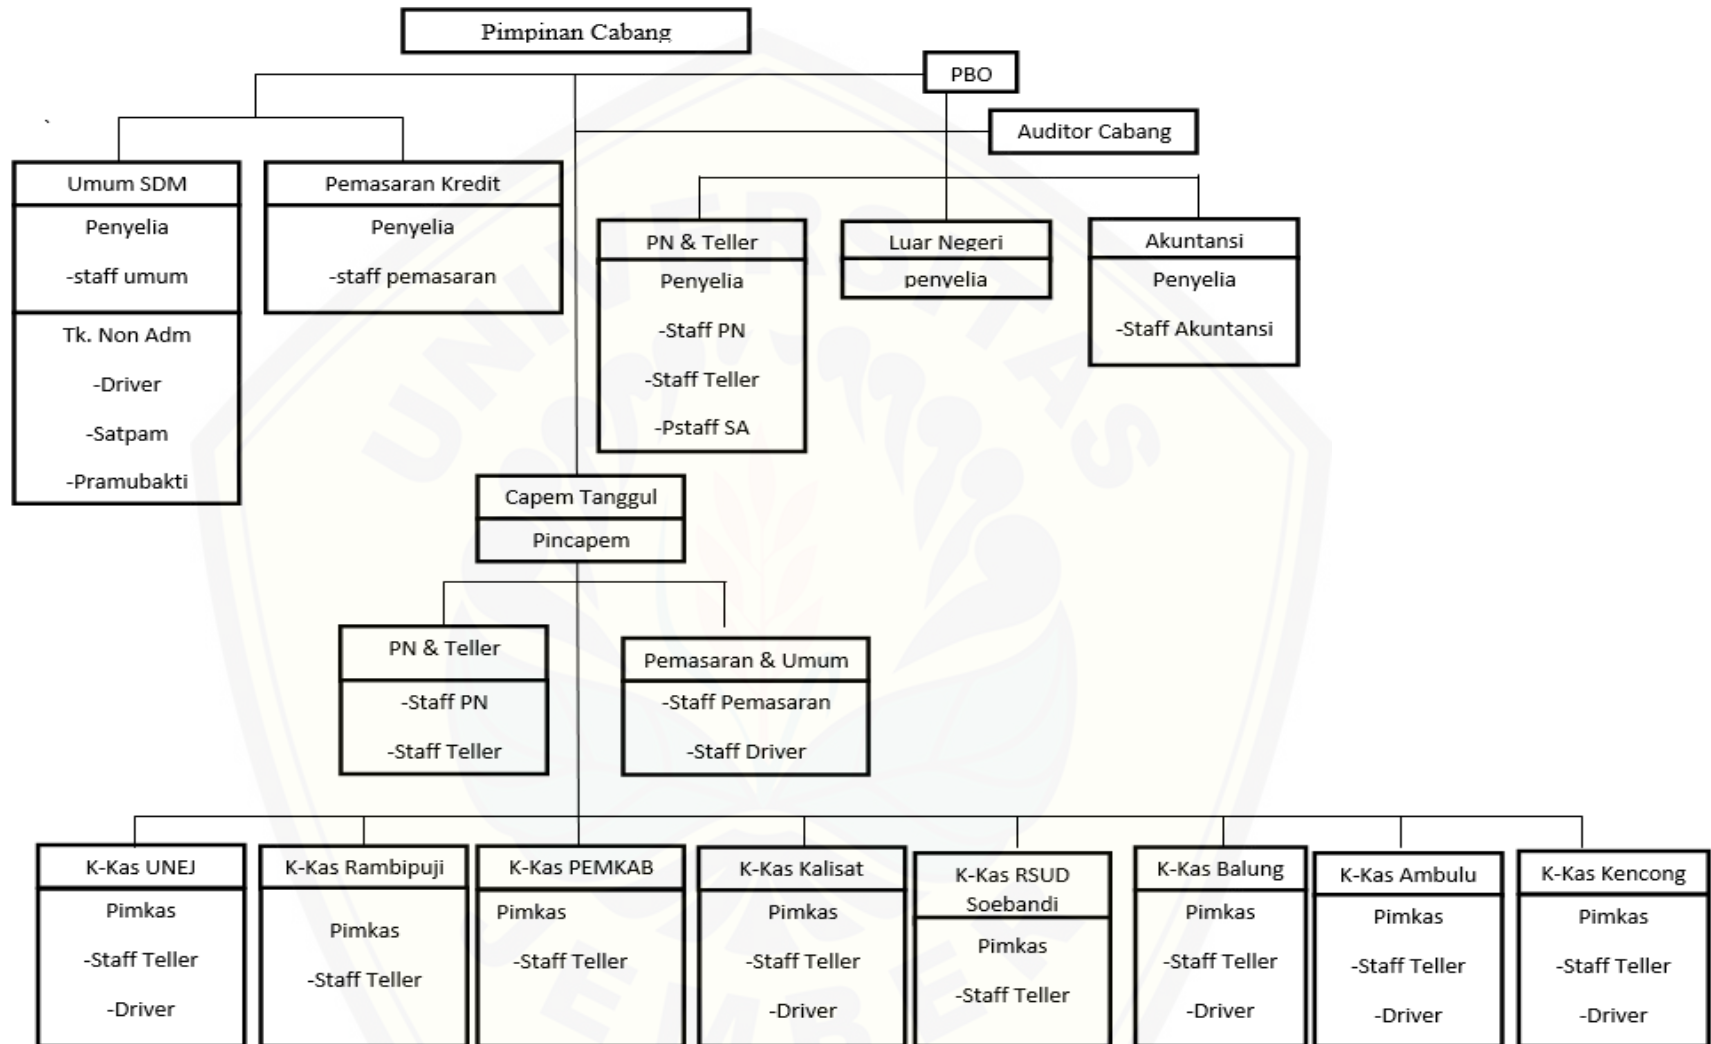 Pimpinan Cabang
PBO
Auditor Cabang
Umum SDM
Penyelia
-staff umum
Tk. Non Adm
-Driver
-Satpam
-Pramubakti
Pemasaran Kredit
Penyelia
-staff pemasaran
PN & Teller
Penyelia
-Staff PN
-Staff Teller
-Pstaff SA
Luar Negeri
penyelia
Akuntansi
Penyelia
-Staff Akuntansi
Capem Tanggul
Pincapem
PN & Teller
-Staff PN
-Staff Teller
Pemasaran & Umum
-Staff Pemasaran
-Staff Driver
K-Kas UNEJ
Pimkas
-Staff Teller
-Driver
K-Kas Rambipuji
Pimkas
-Staff Teller
K-Kas PEMKAB
Pimkas
-Staff Teller
K-Kas Kalisat
Pimkas
-Staff Teller
-Driver
K-Kas RSUD
Soebandi
Pimkas
-Staff Teller
K-Kas Balung
Pimkas
-Staff Teller
-Driver
K-Kas Ambulu
Pimkas
-Staff Teller
-Driver
K-Kas Kencong
Pimkas
-Staff Teller
-Driver
UNIVERSITAS
JEMBER